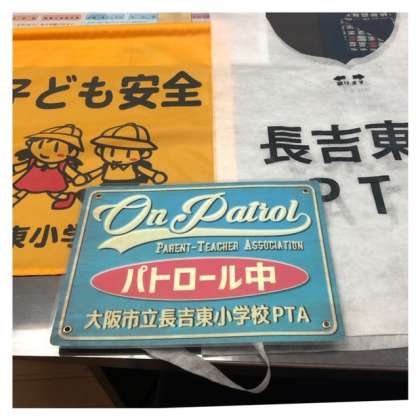 子ども安全
東小学
長吉東
PTA
On Patrol
PARENT-TEACHER ASSOCIATION
パトロール中
大阪市立長吉東小学校PTA